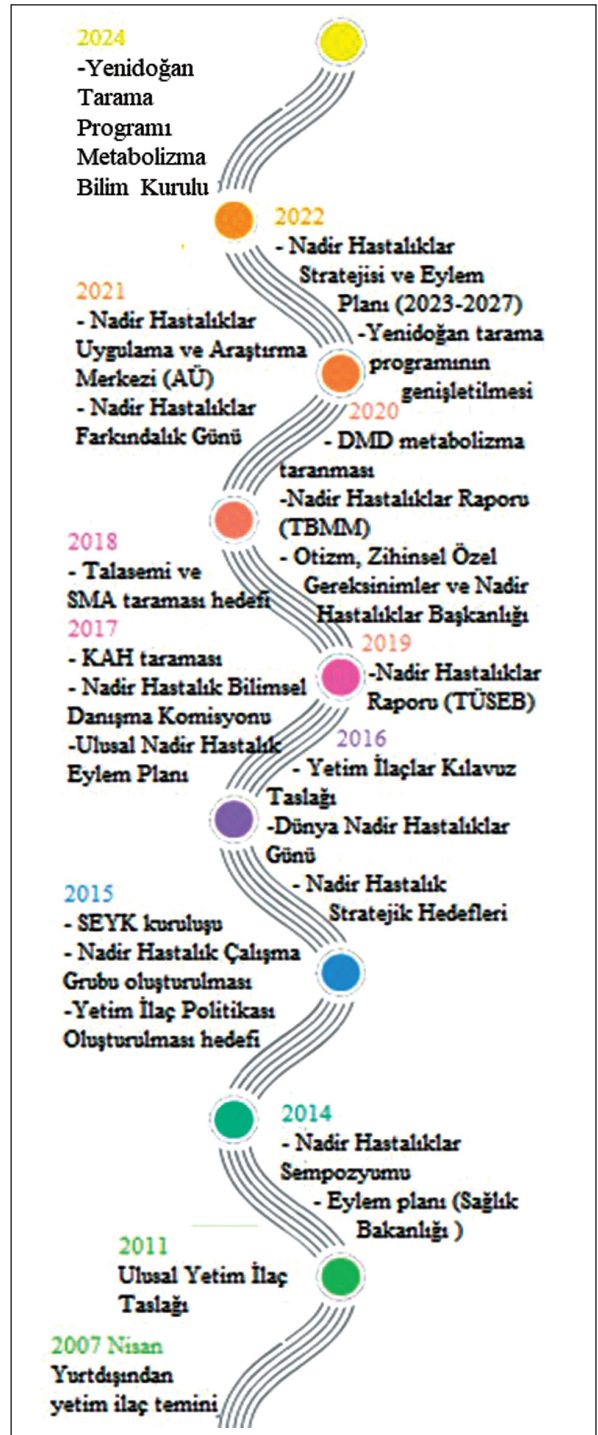 2024
-Yenidoğan
Tarama
Programı
Metabolizma
Bilim Kurulu
2022
- Nadir Hastalıklar
Stratejisi ve Eylem
Planı (2023-2027)
-Yenidoğan tarama
programının
genişletilmesi
2021
- Nadir Hastalıklar
Uygulama ve Araştırma
Merkezi (AÜ)
- Nadir Hastalıklar
Farkındalık Günü
2020
- DMD metabolizma
taranması
-Nadir Hastalıklar Raporu
(TBMM)
- Otizm, Zihinsel Özel
Gereksinimler ve Nadir
Hastalıklar Başkanlığı
2018
- Talasemi ve
SMA taraması hedefi
2019
-Nadir Hastalıklar
Raporu (TÜSEB)
2017
- KAH taraması
- Nadir Hastalık Bilimsel
Danışma Komisyonu
-Ulusal Nadir Hastalık
Eylem Planı
2016
- Yetim İlaçlar Kılavuz
Taslağı
-Dünya Nadir Hastalıklar
Günü
- Nadir Hastalık
Stratejik Hedefleri
2015
- SEYK kuruluşu
- Nadir Hastalık Çalışma
Grubu oluşturulması
-Yetim İlaç Politikası
Oluşturulması hedefi
2014
- Nadir Hastalıklar
Sempozyumu
- Eylem planı (Sağlık
Bakanlığı )
2011
Ulusal Yetim İlaç
Taslağı
2007 Nisan
Yurtdışından
yetim ilaç temini